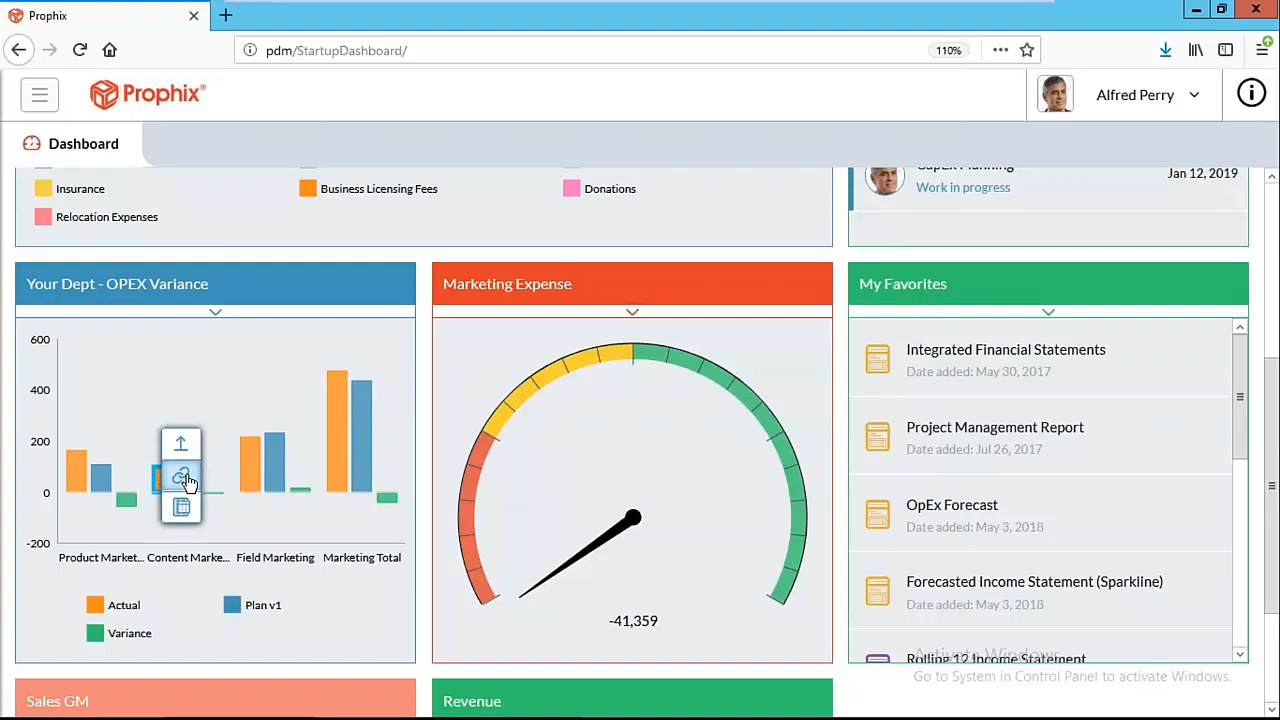 Prophix
pdm/StartupDashboard/
110%
Prophix®
Alfred Perry
Dashboard
Insurance
Business Licensing Fees
Donations
Relocation Expenses
CapEx Planning
Work in progress
Jan 12, 2019
Your Dept - OPEX Variance
600
400
200
0
-200
Product Market...
Content Marke...
Field Marketing
Marketing Total
Actual
Plan v1
Variance
Marketing Expense
-41,359
My Favorites
Integrated Financial Statements
Date added: May 30, 2017
Project Management Report
Date added: Jul 26, 2017
OpEx Forecast
Date added: May 3, 2018
Forecasted Income Statement (Sparkline)
Date added: May 3, 2018
Rolling 12 Income Statement
Activate Windows
Go to System in Control Panel to activate Windows.
Sales GM
Revenue